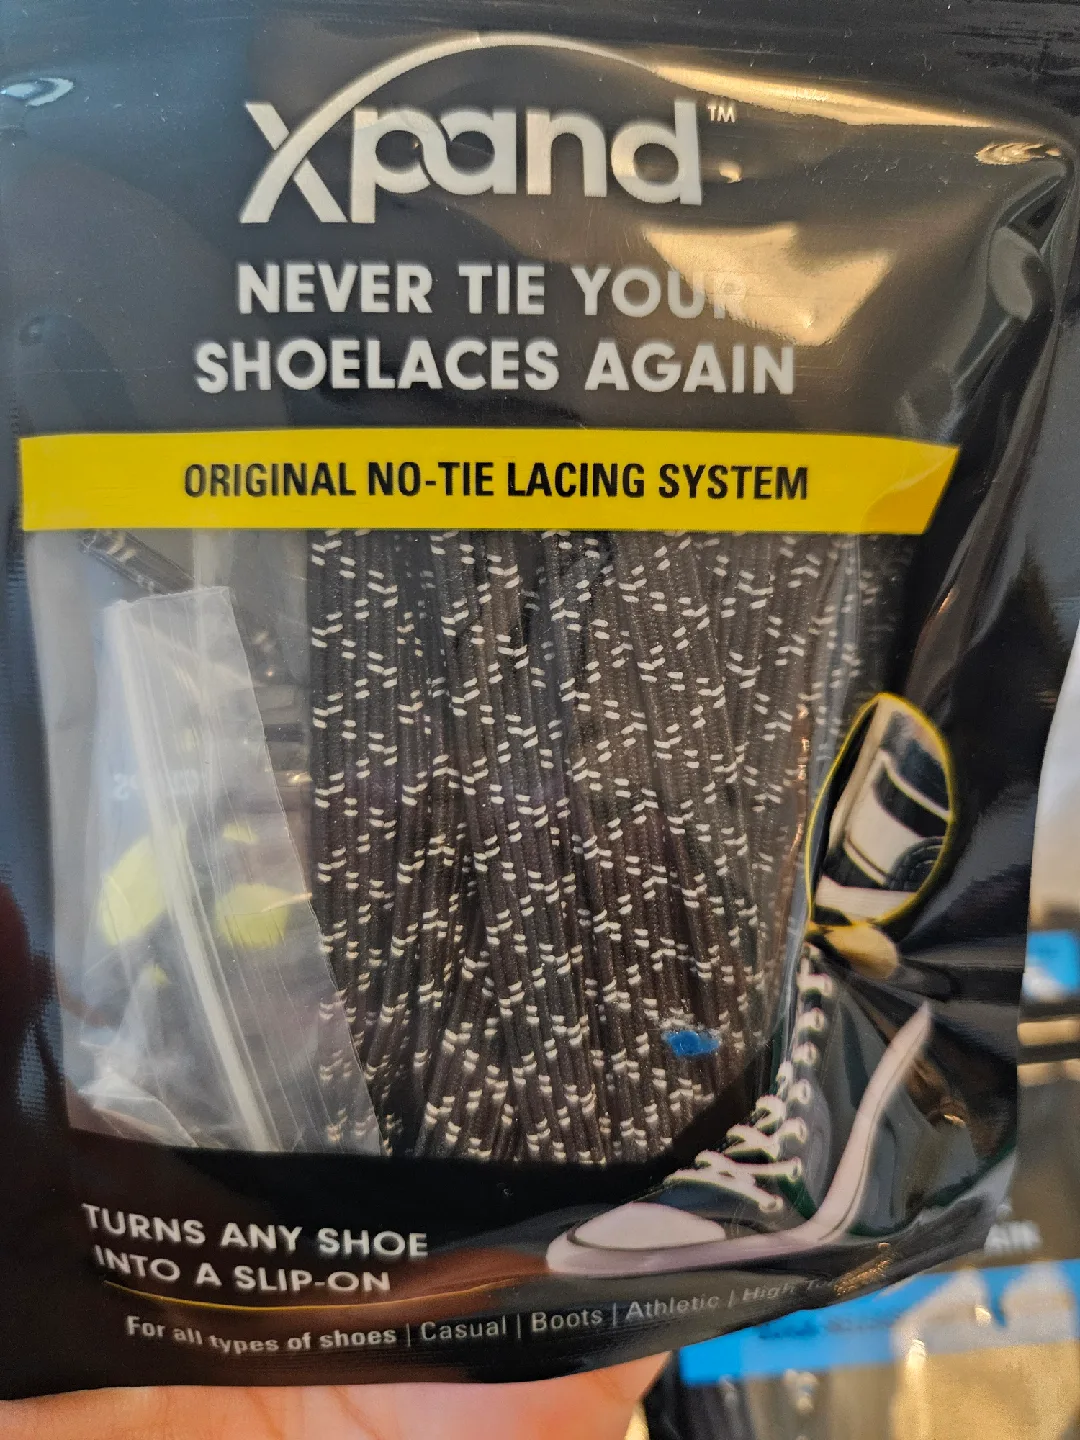 Xpand™
NEVER TIE YOUR
SHOELACES AGAIN
ORIGINAL NO-TIE LACING SYSTEM
TURNS ANY SHOE
INTO A SLIP-ON
For all types of shoes | Casual | Boots | Athletic | High